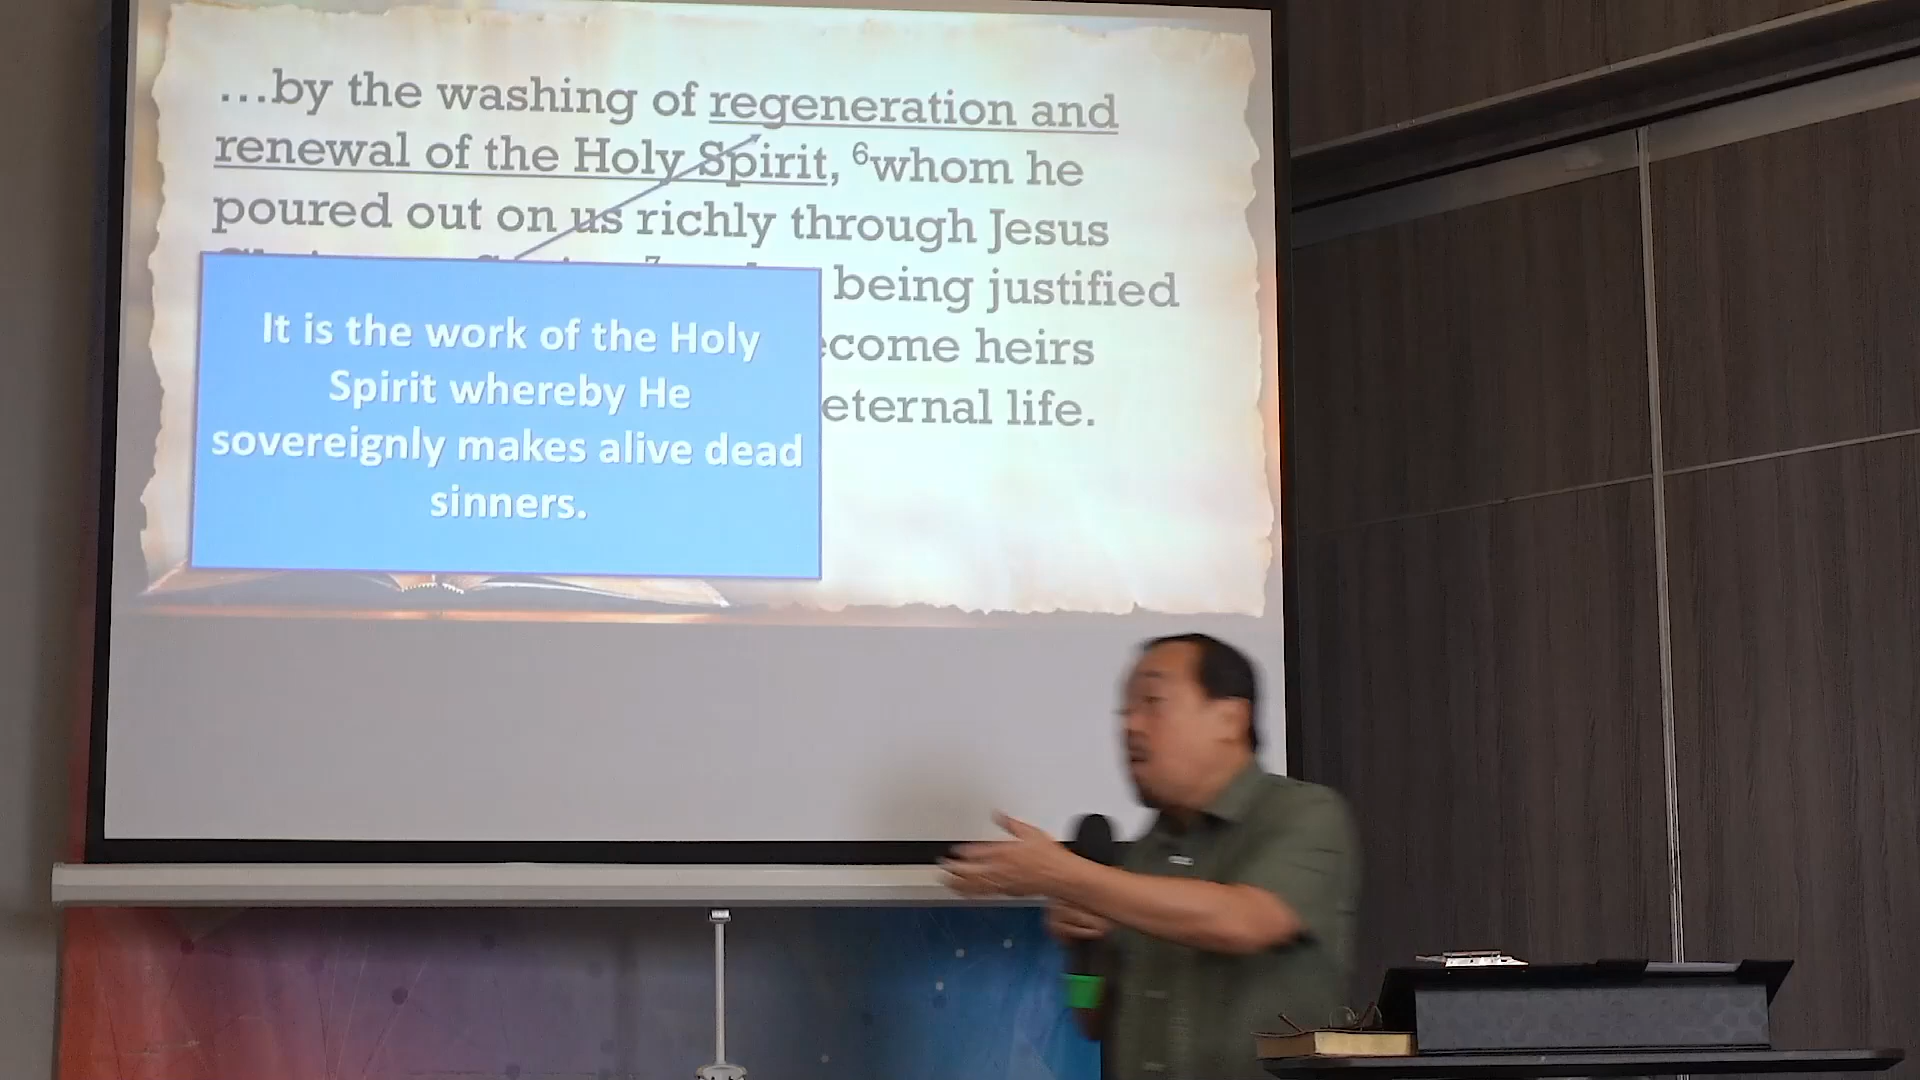 …by the washing of regeneration and
renewal of the Holy Spirit, ⁶whom he
poured out on us richly through Jesus
being justified
come heirs
eternal life.
It is the work of the Holy
Spirit whereby He
sovereignly makes alive dead
sinners.